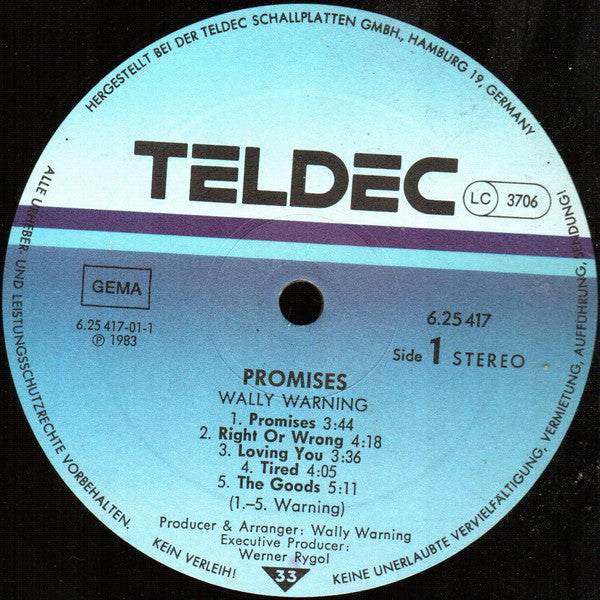 HERGESTELLT BEI DER TELDEC SCHALLPLATTEN GMBH., HAMBURG 19, GERMANY
TELDEC
LC 3706
GEMA
6.25 417-01-1
Ⓟ 1983
6.25 417
Side 1 STEREO
PROMISES
WALLY WARNING
1. Promises 3:44
2. Right Or Wrong 4:18
3. Loving You 3:36
4. Tired 4:05
5. The Goods 5:11
(1.–5. Warning)
Producer & Arranger: Wally Warning
Executive Producer:
Werner Rygol
33
ALLE URHEBER- UND LEISTUNGSSCHUTZRECHTE VORBEHALTEN.
KEIN VERLEIH!
KEINE UNERLAUBTE VERVIELFÄLTIGUNG, VERMIETUNG, AUFFÜHRUNG, SENDUNG!